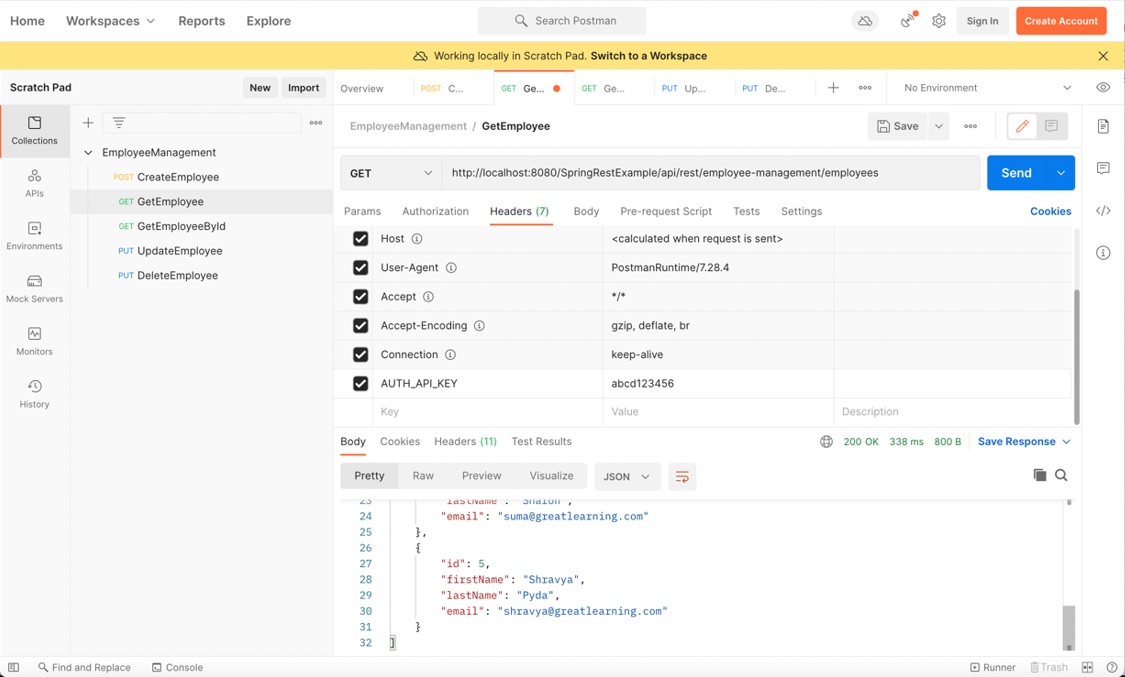 Home Workspaces Reports Explore Search Postman Sign In Create Account
Working locally in Scratch Pad. Switch to a Workspace
Scratch Pad New Import
Overview POST C... GET Ge... GET Ge... PUT Up... PUT De... No Environment
Collections
APIs
Environments
Mock Servers
Monitors
History
EmployeeManagement
POST CreateEmployee
GET GetEmployee
GET GetEmployeeById
PUT UpdateEmployee
PUT DeleteEmployee
EmployeeManagement / GetEmployee Save
GET http://localhost:8080/SpringRestExample/api/rest/employee-management/employees Send
Params Authorization Headers (7) Body Pre-request Script Tests Settings Cookies
Host <calculated when request is sent>
User-Agent PostmanRuntime/7.28.4
Accept */*
Accept-Encoding gzip, deflate, br
Connection keep-alive
AUTH_API_KEY abcd123456
Key Value Description
Body Cookies Headers (11) Test Results 200 OK 338 ms 800 B Save Response
Pretty Raw Preview Visualize JSON
23 "lastName": "Sharon",
24 "email": "suma@greatlearning.com"
25 },
26 {
27 "id": 5,
28 "firstName": "Shravya",
29 "lastName": "Pyda",
30 "email": "shravya@greatlearning.com"
31 }
32 ]
Find and Replace Console Runner Trash